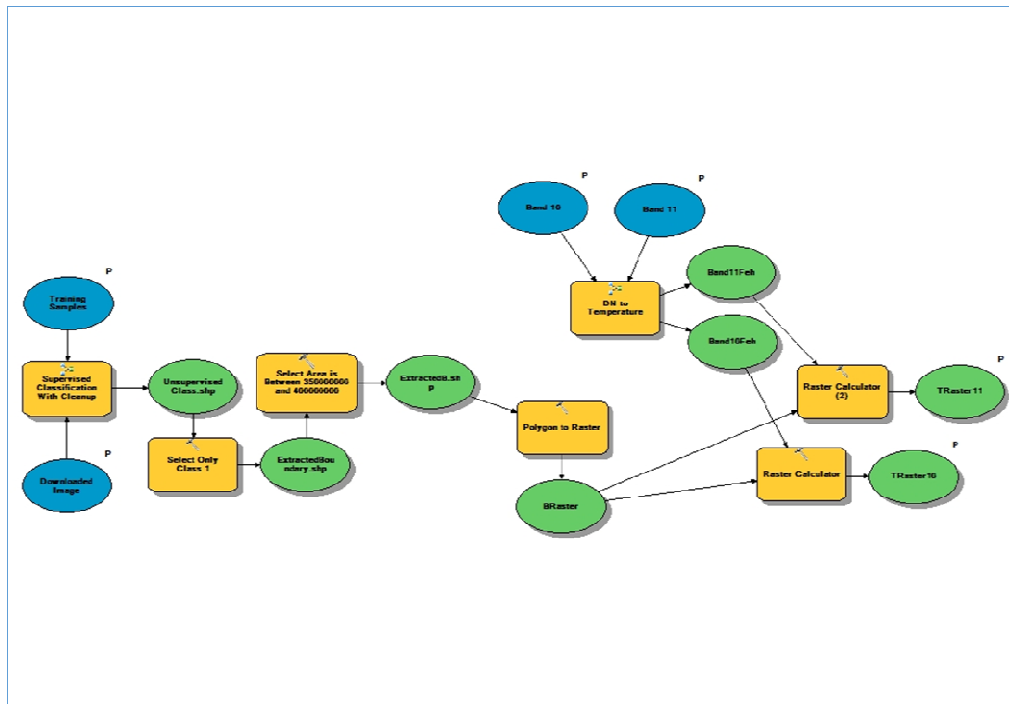 P
P
Band 10
Band 11
Band11Feh
DN to
Temperature
Band10Feh
P
Training
Samples
Supervised
Classification
With Cleanup
Unsupervised
Class.shp
Select Area is
Between 350000000
and 400000000
ExtractedB.sh
p
Raster Calculator
(2)
P
TRaster11
Polygon to Raster
P
Downloaded
Image
Select Only
Class 1
ExtractedBou
ndary.shp
BRaster
Raster Calculator
P
TRaster10